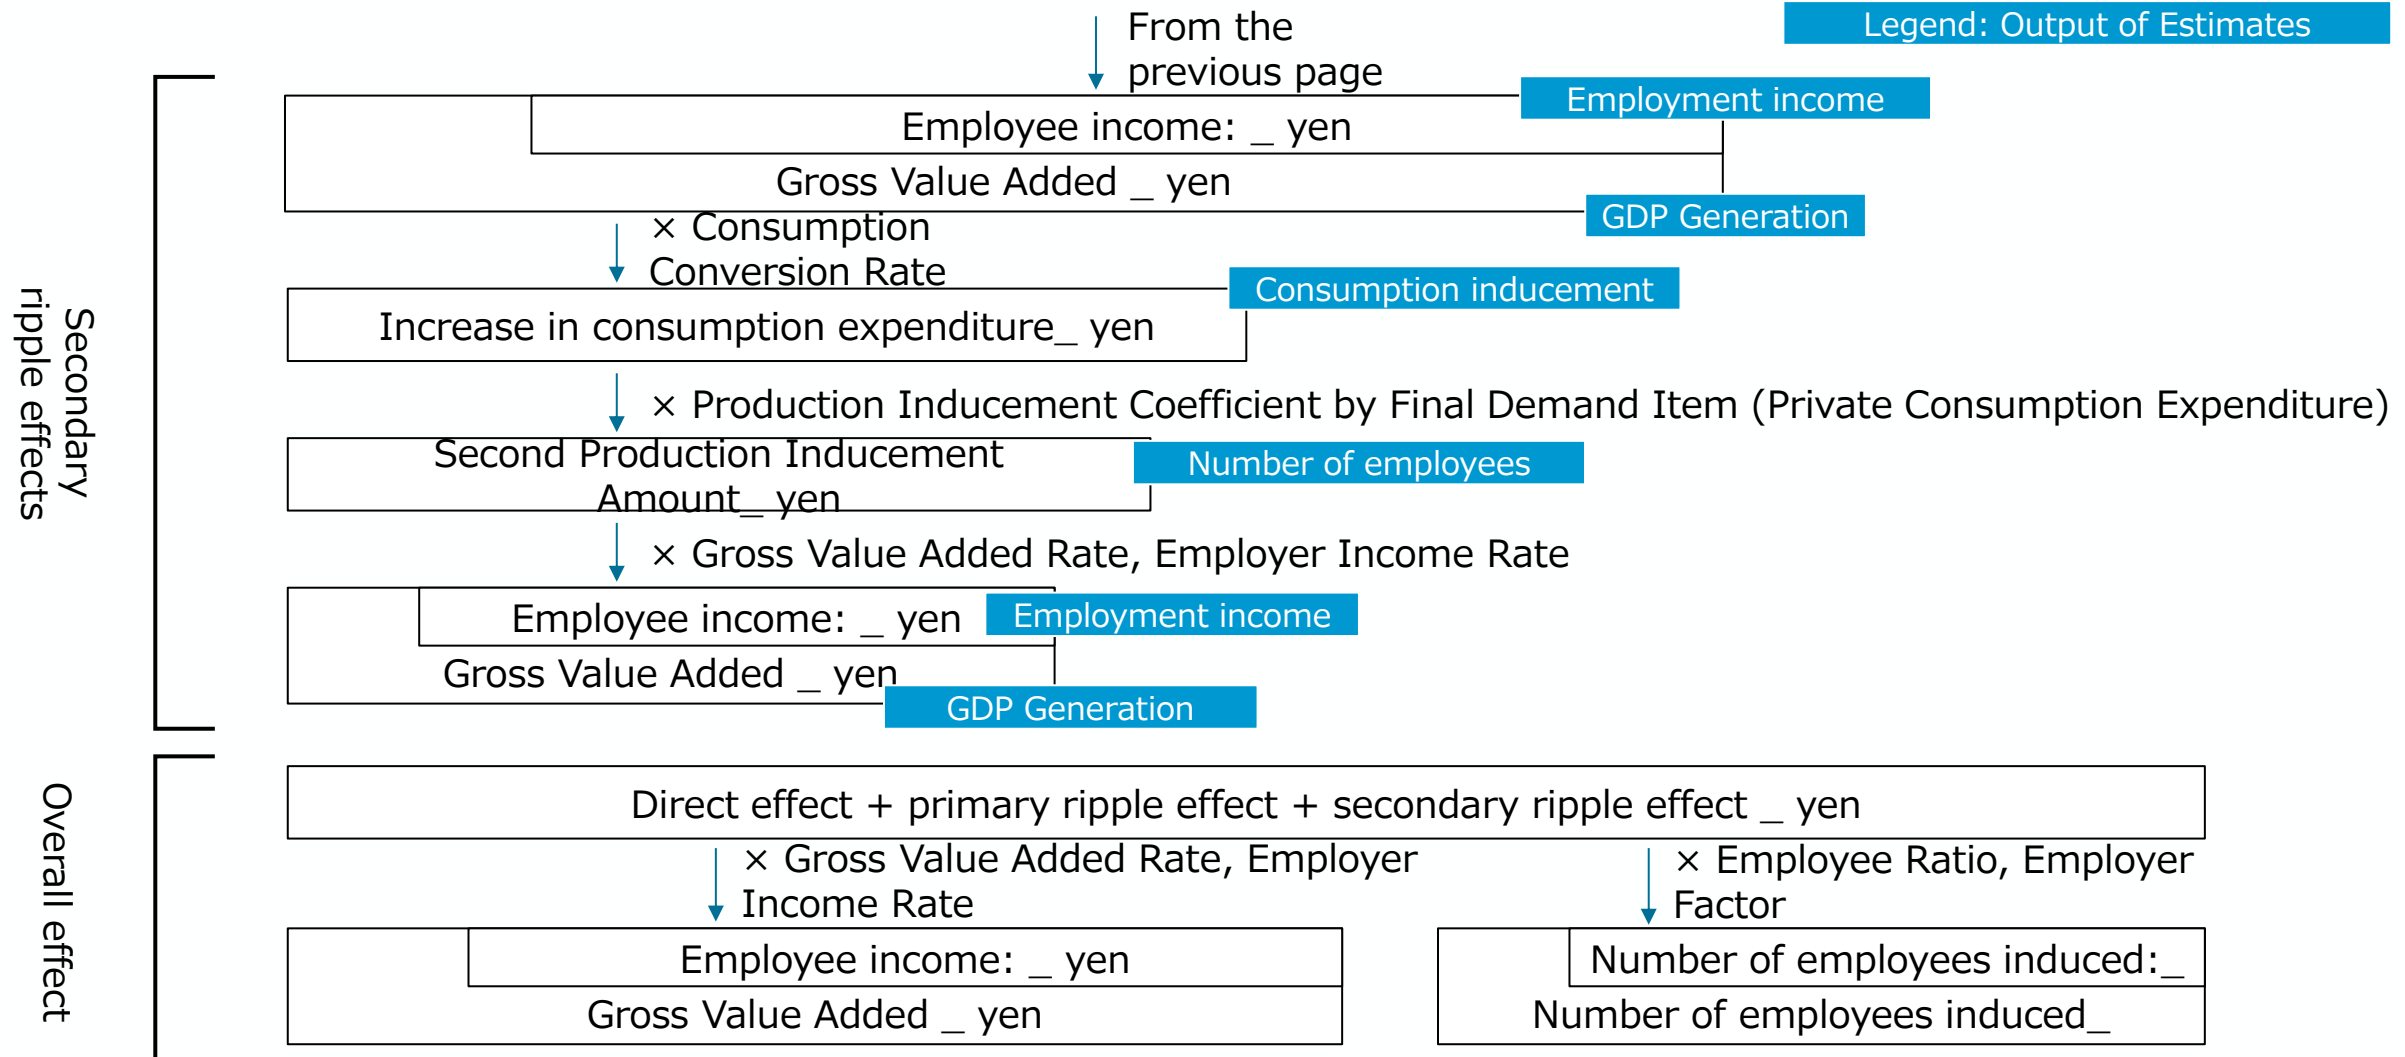 From the
previous page
Legend: Output of Estimates
Employment income
Employee income: _ yen
Gross Value Added _ yen
GDP Generation
× Consumption
Conversion Rate
Consumption inducement
Increase in consumption expenditure_ yen
× Production Inducement Coefficient by Final Demand Item (Private Consumption Expenditure)
Second Production Inducement
Amount_ yen
Number of employees
× Gross Value Added Rate, Employer Income Rate
Employee income: _ yen
Employment income
Gross Value Added _ yen
GDP Generation
Secondary
ripple effects
Direct effect + primary ripple effect + secondary ripple effect _ yen
× Gross Value Added Rate, Employer
Income Rate
× Employee Ratio, Employer
Factor
Employee income: _ yen
Gross Value Added _ yen
Number of employees induced:_
Number of employees induced_
Overall effect